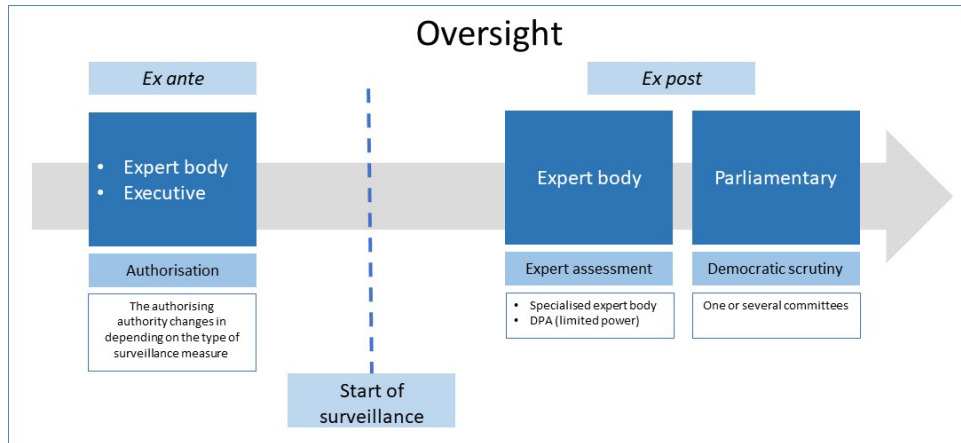 Oversight
Ex ante
Ex post
• Expert body
• Executive
Expert body
Parliamentary
Authorisation
Expert assessment
Democratic scrutiny
The authorising
authority changes in
depending on the type of
surveillance measure
• Specialised expert body
• DPA (limited power)
One or several committees
Start of
surveillance